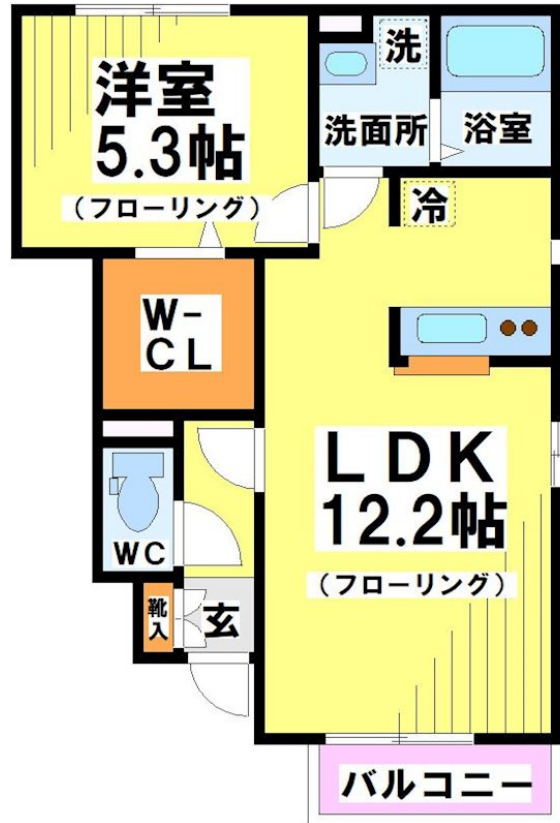 洋室
5.3帖
(フローリング)
洗
洗面所
浴室
冷
W-
CL
LDK
12.2帖
(フローリング)
WC
靴入
玄
バルコニー